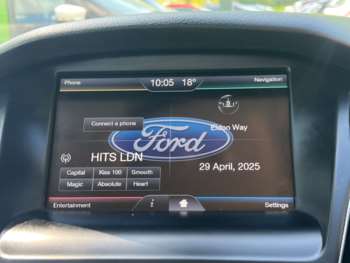 Phone
10:05 18°
Navigation
Connect a phone
Eldon Way
Ford
HITS LDN
29 April, 2025
Capital Kiss 100 Smooth
Magic Absolute Heart
Entertainment
i
Settings